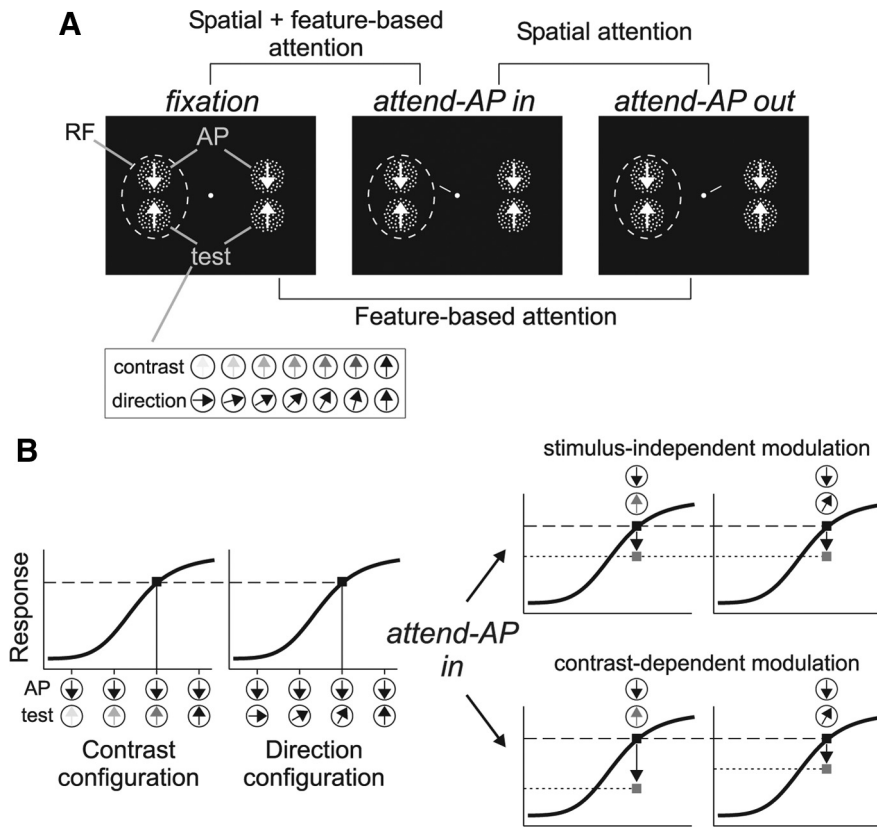 A
Spatial + feature-based
attention
Spatial attention
fixation
attend-AP in
attend-AP out
RF
AP
test
Feature-based attention
contrast
direction
B
stimulus-independent modulation
Response
attend-AP
in
contrast-dependent modulation
AP
test
Contrast
configuration
Direction
configuration